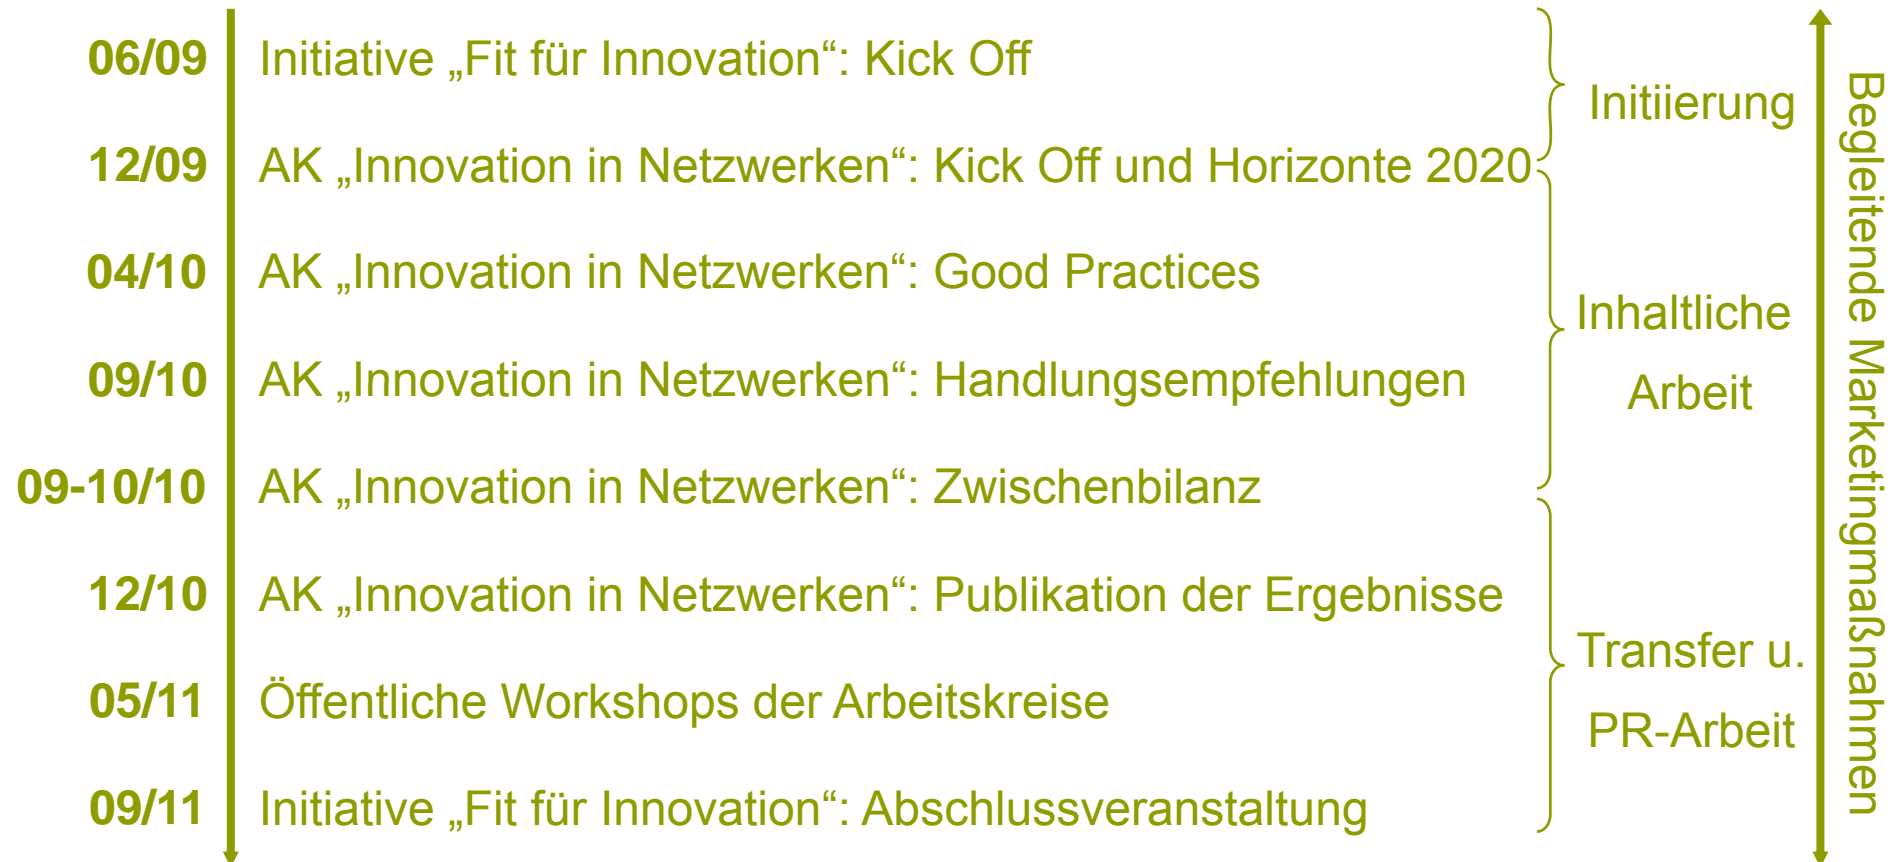 06/09 Initiative „Fit für Innovation“: Kick Off
12/09 AK „Innovation in Netzwerken“: Kick Off und Horizonte 2020
04/10 AK „Innovation in Netzwerken“: Good Practices
09/10 AK „Innovation in Netzwerken“: Handlungsempfehlungen
09-10/10 AK „Innovation in Netzwerken“: Zwischenbilanz
12/10 AK „Innovation in Netzwerken“: Publikation der Ergebnisse
05/11 Öffentliche Workshops der Arbeitskreise
09/11 Initiative „Fit für Innovation“: Abschlussveranstaltung
Initiierung
Inhaltliche
Arbeit
Transfer u.
PR-Arbeit
Begleitende Marketingmaßnahmen